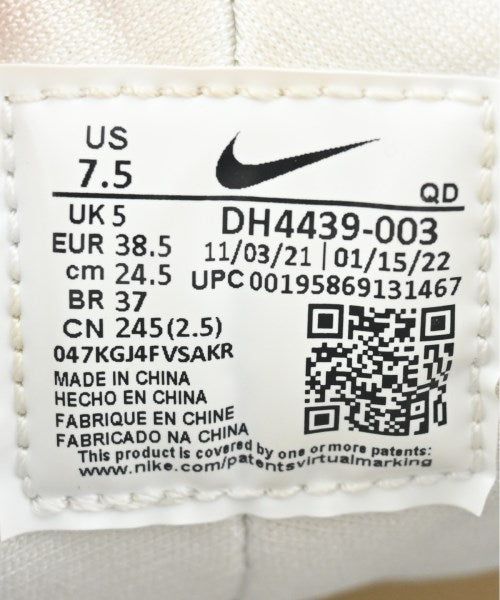 US
7.5
QD
UK 5
EUR 38.5
cm 24.5
BR 37
CN 245(2.5)
DH4439-003
11/03/21 | 01/15/22
UPC 00195869131467
047KGJ4FVSAKR
MADE IN CHINA
HECHO EN CHINA
FABRIQUE EN CHINE
FABRICADO NA CHINA
This product is covered by one or more patents:
www.nike.com/patentsvirtualmarking